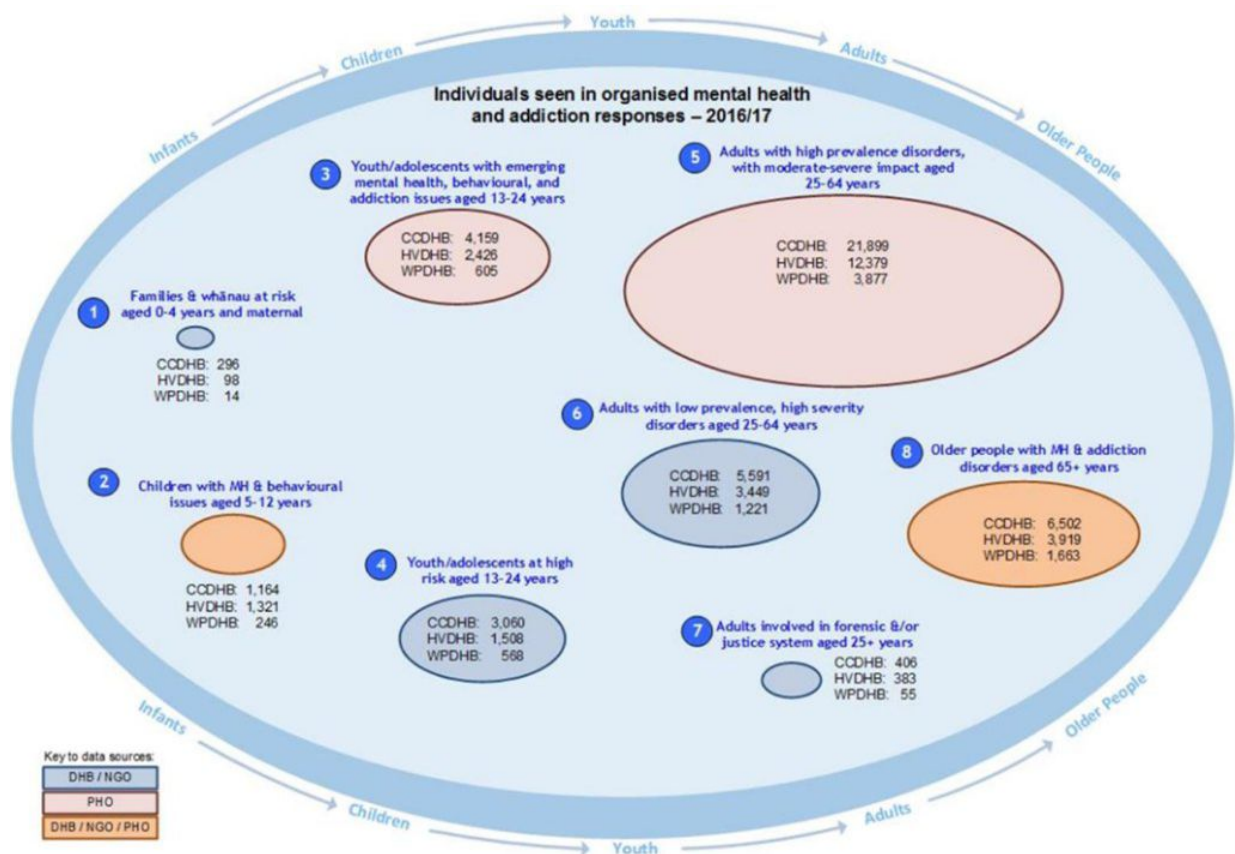 Infants
Children
Youth
Adults
Older People
Individuals seen in organised mental health
and addiction responses – 2016/17
1
Families & whānau at risk
aged 0-4 years and maternal
CCDHB: 296
HVDHB: 98
WPDHB: 14
2
Children with MH & behavioural
issues aged 5-12 years
CCDHB: 1,164
HVDHB: 1,321
WPDHB: 246
3
Youth/adolescents with emerging
mental health, behavioural, and
addiction issues aged 13-24 years
CCDHB: 4,159
HVDHB: 2,426
WPDHB: 605
4
Youth/adolescents at high
risk aged 13-24 years
CCDHB: 3,060
HVDHB: 1,508
WPDHB: 568
5
Adults with high prevalence disorders,
with moderate-severe impact aged
25-64 years
CCDHB: 21,899
HVDHB: 12,379
WPDHB: 3,877
6
Adults with low prevalence, high severity
disorders aged 25-64 years
CCDHB: 5,591
HVDHB: 3,449
WPDHB: 1,221
7
Adults involved in forensic &/or
justice system aged 25+ years
CCDHB: 406
HVDHB: 383
WPDHB: 55
8
Older people with MH & addiction
disorders aged 65+ years
CCDHB: 6,502
HVDHB: 3,919
WPDHB: 1,663
Infants
Children
Youth
Adults
Older People
Key to data sources:
DHB / NGO
PHO
DHB / NGO / PHO